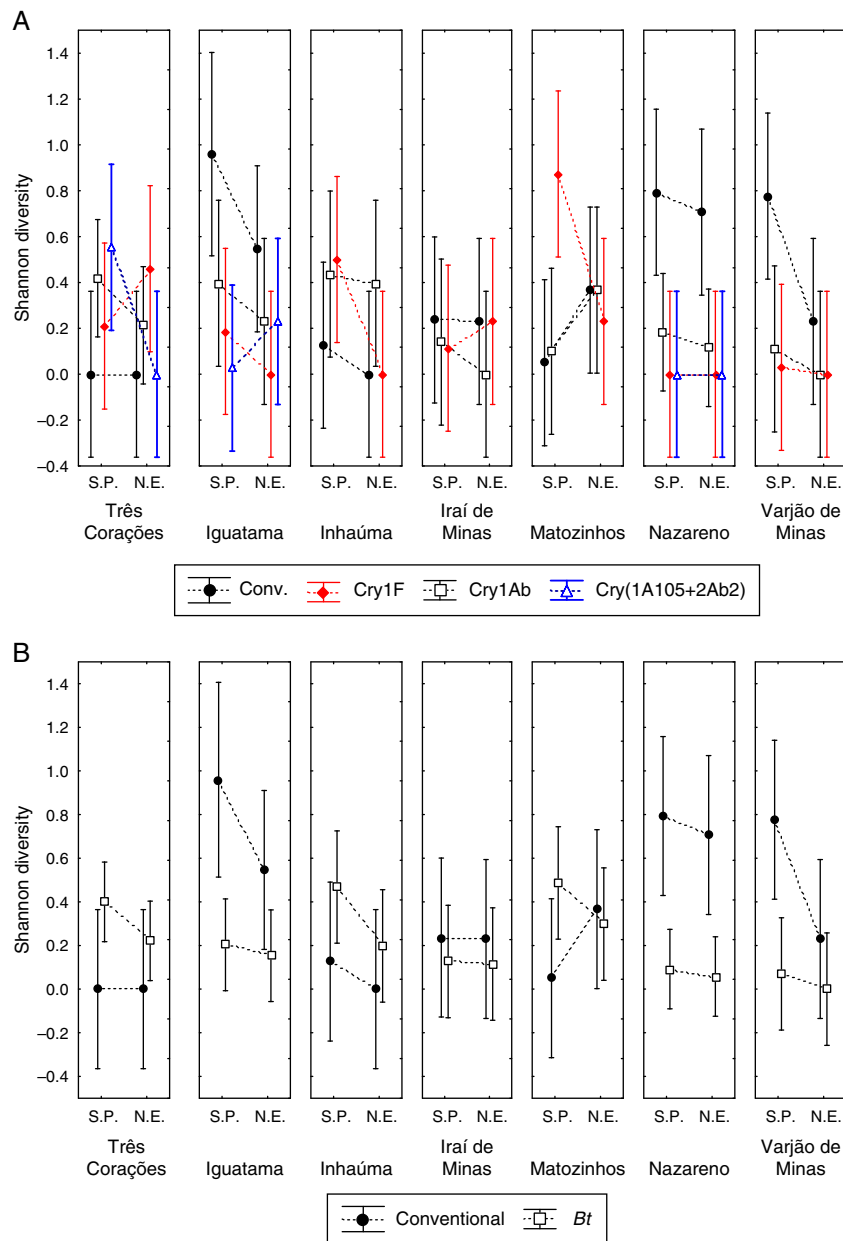 A
Shannon diversity
1.4
1.2
1.0
0.8
0.6
0.4
0.2
0.0
−0.2
−0.4
S.P. N.E. S.P. N.E. S.P. N.E. S.P. N.E. S.P. N.E. S.P. N.E. S.P. N.E.
Três Corações
Iguatama
Inhaúma
Iraí de Minas
Matozinhos
Nazareno
Varjão de Minas
Conv. Cry1F Cry1Ab Cry(1A105+2Ab2)
B
Shannon diversity
1.4
1.2
1.0
0.8
0.6
0.4
0.2
0.0
−0.2
−0.4
S.P. N.E. S.P. N.E. S.P. N.E. S.P. N.E. S.P. N.E. S.P. N.E. S.P. N.E.
Três Corações
Iguatama
Inhaúma
Iraí de Minas
Matozinhos
Nazareno
Varjão de Minas
Conventional Bt